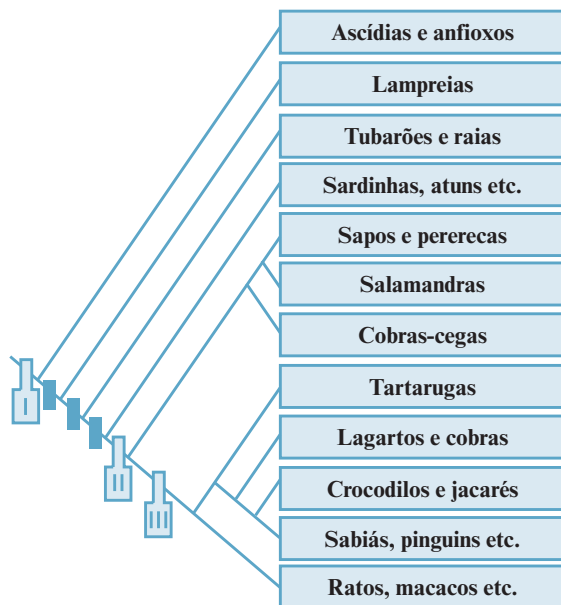 Ascídias e anfioxos
Lampreias
Tubarões e raias
Sardinhas, atuns etc.
Sapos e pererecas
Salamandras
Cobras-cegas
Tartarugas
Lagartos e cobras
Crocodilos e jacarés
Sabiás, pinguins etc.
Ratos, macacos etc.
I
II
III